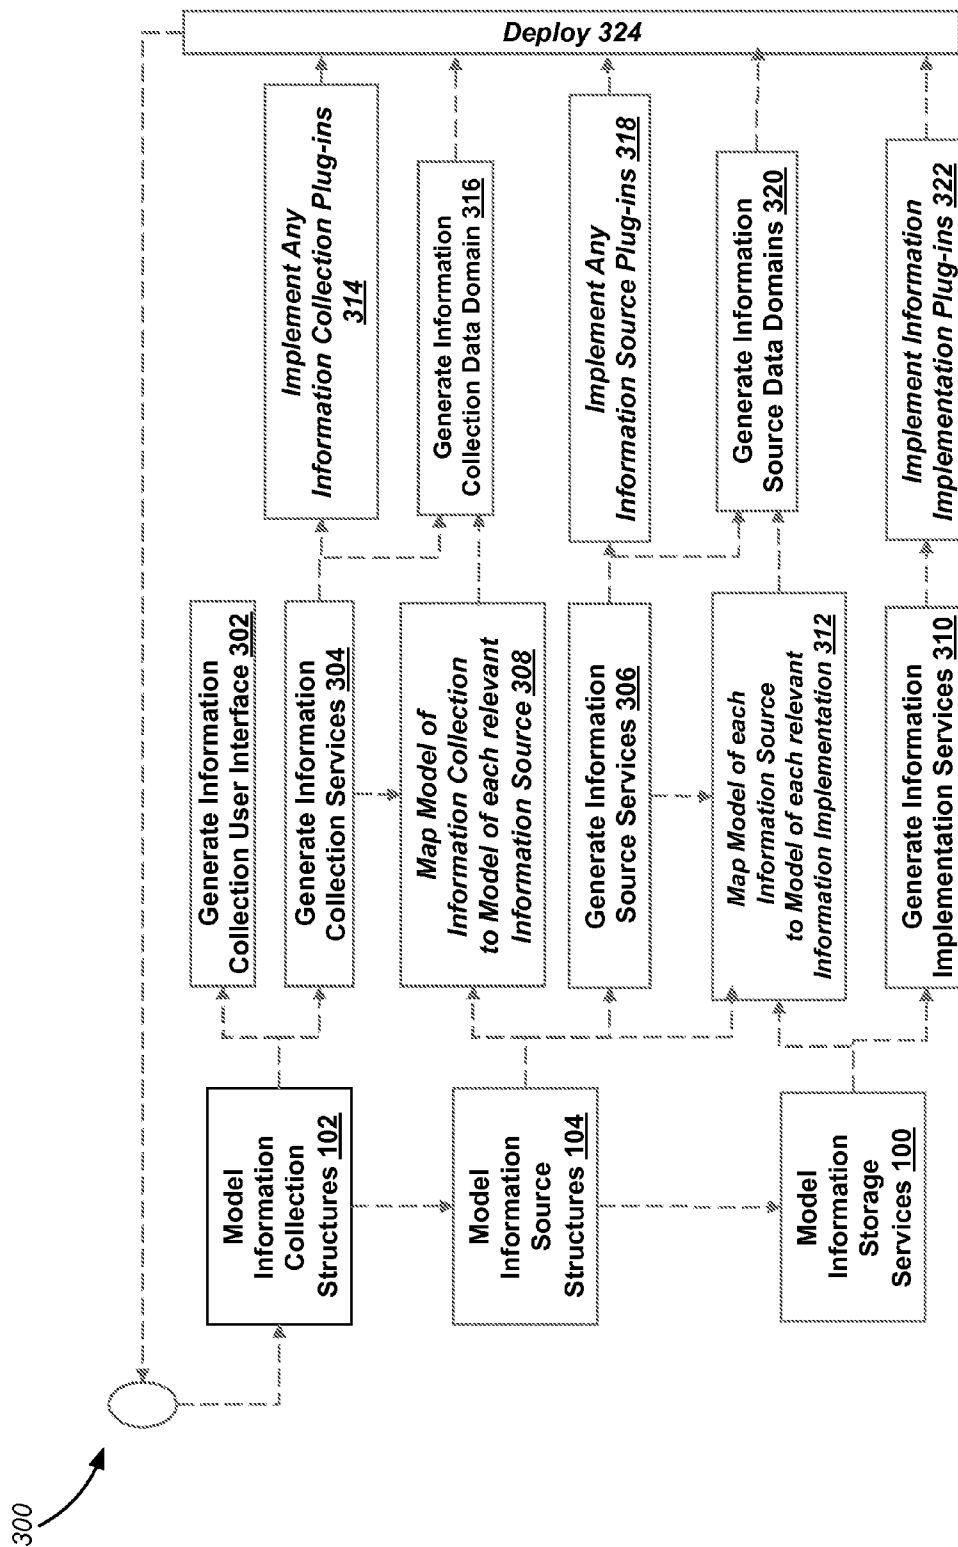 300
Model
Information
Collection
Structures 102
Model
Information
Source
Structures 104
Model
Information
Storage
Services 100
Generate Information
Collection User Interface 302
Generate Information
Collection Services 304
Map Model of
Information Collection
to Model of each relevant
Information Source 308
Generate Information
Source Services 306
Map Model of each
Information Source
to Model of each relevant
Information Implementation 312
Generate Information
Implementation Services 310
Implement Any
Information Collection Plug-ins
314
Generate Information
Collection Data Domain 316
Implement Any
Information Source Plug-ins 318
Generate Information
Source Data Domains 320
Implement Information
Implementation Plug-ins 322
Deploy 324